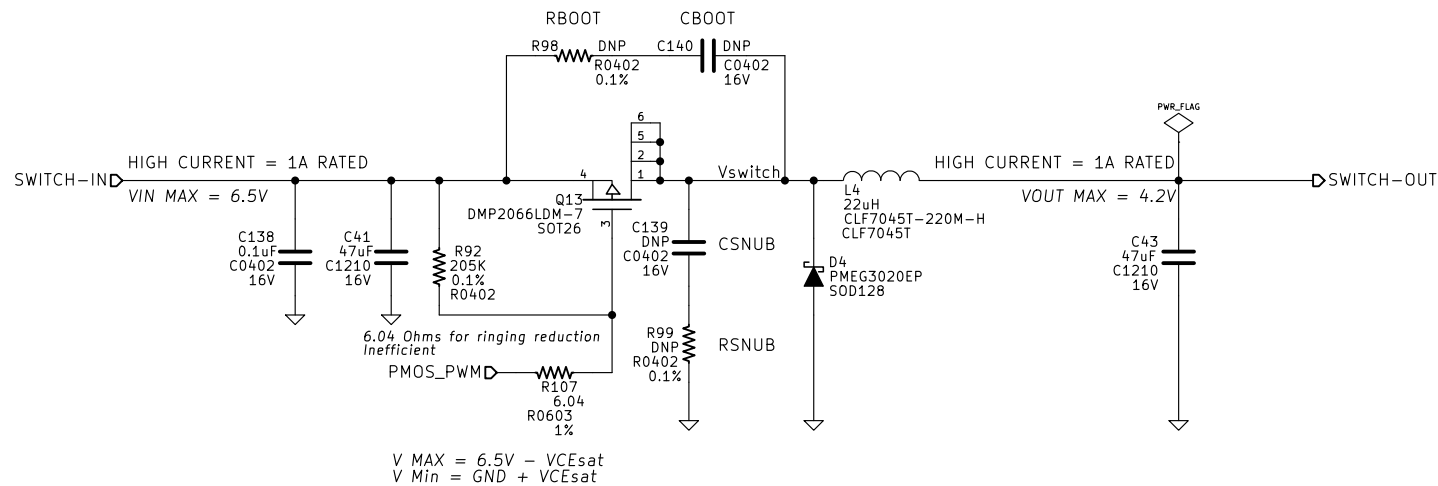 RBOOT CBOOT
R98 DNP C140 DNP
R0402 C0402
0.1% 16V
PWR_FLAG
6
5
HIGH CURRENT = 1A RATED 2 HIGH CURRENT = 1A RATED
SWITCH-IN 4 1 Vswitch SWITCH-OUT
VIN MAX = 6.5V VOUT MAX = 4.2V
Q13
DMP2066LDM-7
SOT26
3
L4
22uH
CLF7045T-220M-H
CLF7045T
C138
0.1uF
C0402
16V
C41
47uF
C1210
16V
R92
205K
0.1%
R0402
C139
DNP
C0402
16V
CSNUB
D4
PMEG3020EP
SOD128
C43
47uF
C1210
16V
6.04 Ohms for ringing reduction
Inefficient
R99
DNP
R0402
0.1%
RSNUB
PMOS_PWM
R107
6.04
R0603
1%
V MAX = 6.5V - VCEsat
V Min = GND + VCEsat